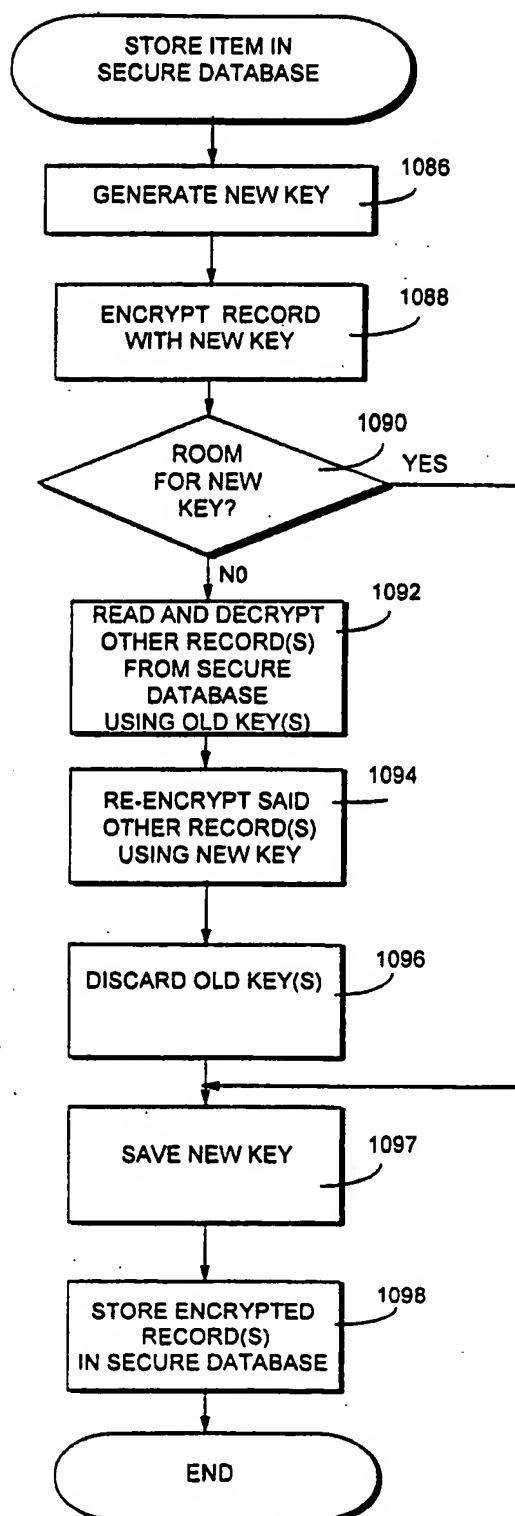 STORE ITEM IN
SECURE DATABASE
1086
GENERATE NEW KEY
1088
ENCRYPT RECORD
WITH NEW KEY
1090
ROOM
FOR NEW
KEY?
YES
NO
1092
READ AND DECRYPT
OTHER RECORD(S)
FROM SECURE
DATABASE
USING OLD KEY(S)
1094
RE-ENCRYPT SAID
OTHER RECORD(S)
USING NEW KEY
1096
DISCARD OLD KEY(S)
SAVE NEW KEY
1097
1098
STORE ENCRYPTED
RECORD(S)
IN SECURE DATABASE
END